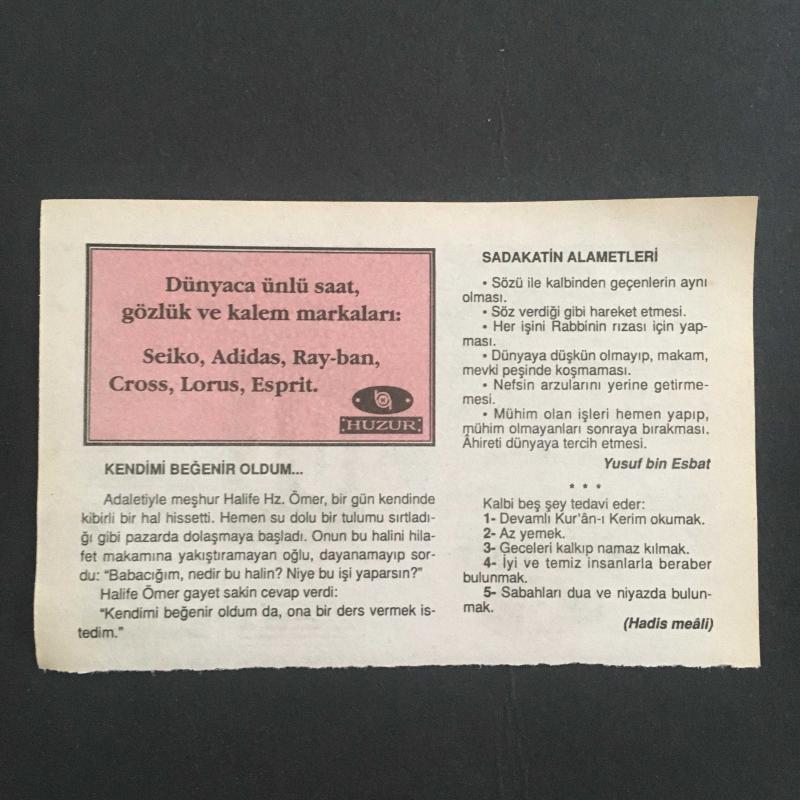 Dünyaca ünlü saat,
gözlük ve kalem markaları:
Seiko, Adidas, Ray-ban,
Cross, Lorus, Esprit.
HUZUR
KENDİMİ BEĞENİR OLDUM...
Adaletiyle meşhur Halife Hz. Ömer, bir gün kendinde
kibirli bir hal hissetti. Hemen su dolu bir tulumu sırtladı-
ğı gibi pazarda dolaşmaya başladı. Onun bu halini hila-
fet makamına yakıştıramayan oğlu, dayanamayıp sor-
du: "Babacığım, nedir bu halin? Niye bu işi yaparsın?"
Halife Ömer gayet sakin cevap verdi:
"Kendimi beğenir oldum da, ona bir ders vermek is-
tedim."
SADAKATİN ALAMETLERİ
• Sözü ile kalbinden geçenlerin aynı
olması.
• Söz verdiği gibi hareket etmesi.
• Her işini Rabbinin rızası için yap-
ması.
• Dünyaya düşkün olmayıp, makam,
mevki peşinde koşmaması.
• Nefsin arzularını yerine getirme-
mesi.
• Mühim olan işleri hemen yapıp,
mühim olmayanları sonraya bırakması.
Âhireti dünyaya tercih etmesi.
Yusuf bin Esbat
* * *
Kalbi beş şey tedavi eder:
1- Devamlı Kur'ân-ı Kerim okumak.
2- Az yemek.
3- Geceleri kalkıp namaz kılmak.
4- İyi ve temiz insanlarla beraber
bulunmak.
5- Sabahları dua ve niyazda bulun-
mak.
(Hadis meâli)